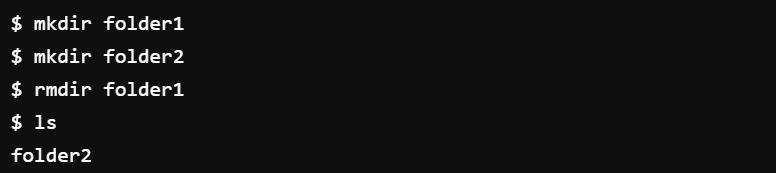 $ mkdir folder1
$ mkdir folder2
$ rmdir folder1
$ ls
folder2